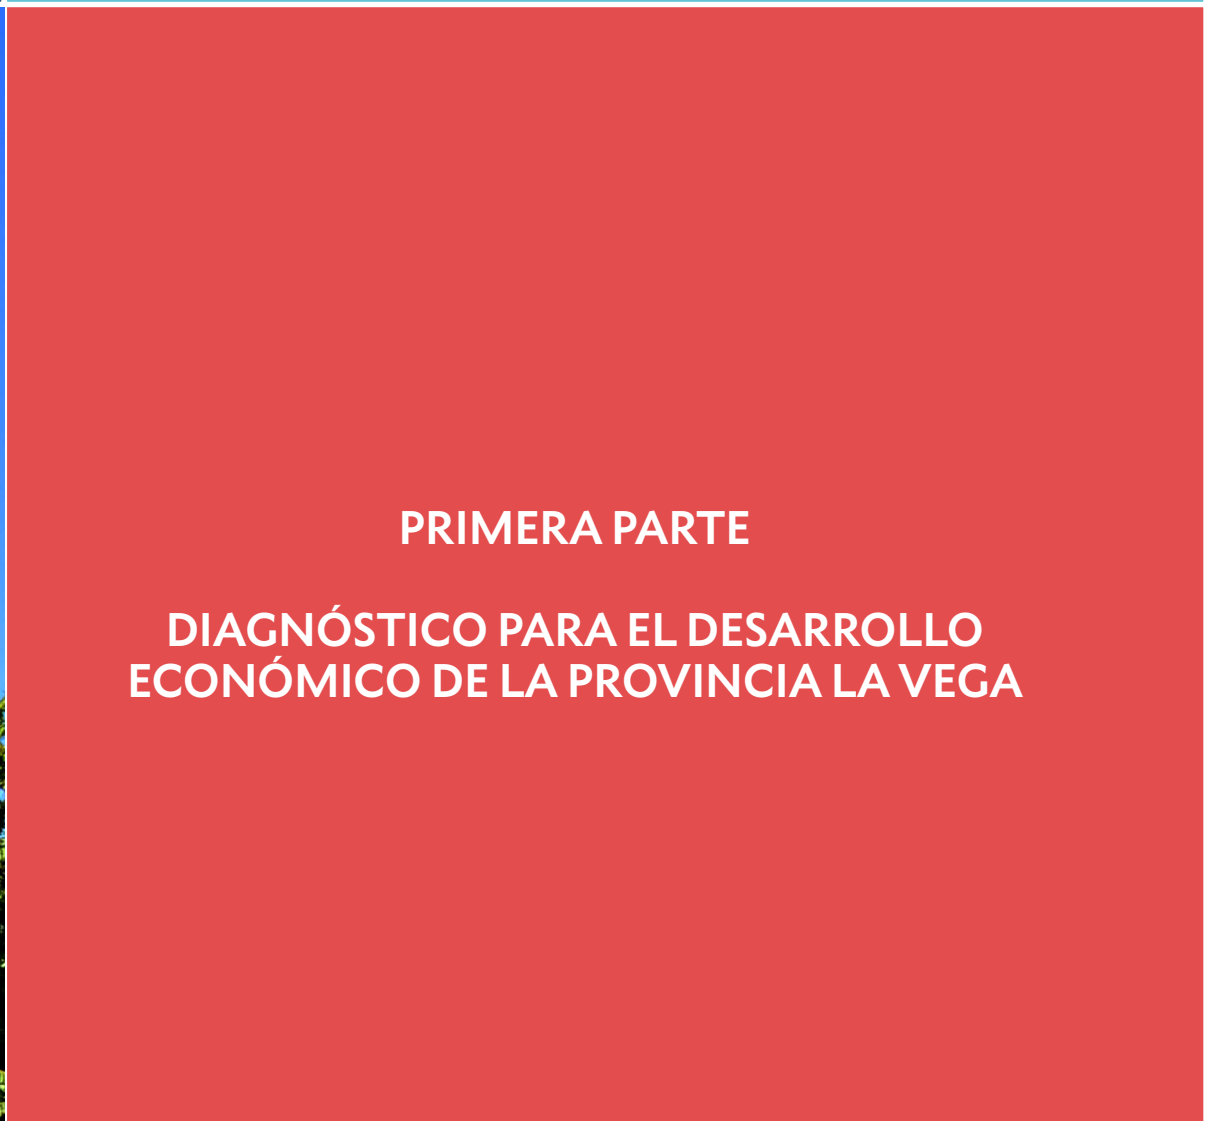 PRIMERA PARTE
DIAGNÓSTICO PARA EL DESARROLLO
ECONÓMICO DE LA PROVINCIA LA VEGA